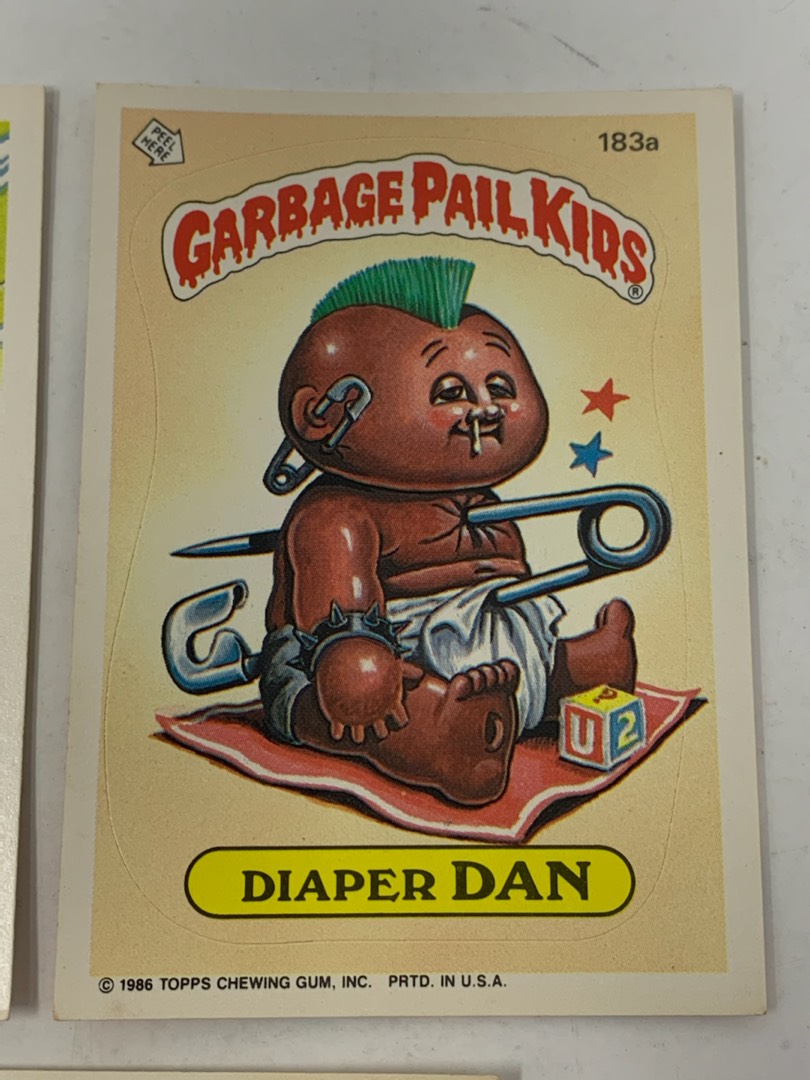 PEEL
HERE
183a
GARBAGE PAIL KIDS
®
?
U 2
DIAPER DAN
© 1986 TOPPS CHEWING GUM, INC. PRTD. IN U.S.A.